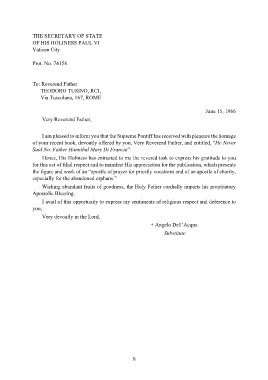 THE SECRETARY OF STATE
OF HIS HOLINESS PAUL VI
Vatican City
Prot. No. 74158
To: Reverend Father
TEODORO TUSINO, RCJ,
Via Tuscolana, 167, ROME
June 15, 1966
Very Reverend Father,
I am pleased to inform you that the Supreme Pontiff has received with pleasure the homage
of your recent book, devoutly offered by you, Very Reverend Father, and entitled, "He Never
Said No. Father Hannibal Mary Di Francia"
Hence, His Holiness has entrusted to me the revered task to express his gratitude to you
for this act of filial respect and to manifest His appreciation for the publication, which presents
the figure and work of an "apostle of prayer for priestly vocations and of an apostle of charity,
especially for the abandoned orphans."
Wishing abundant fruits of goodness, the Holy Father cordially imparts his propitiatory
Apostolic Blessing.
I avail of this opportunity to express my sentiments of religious respect and deference to
you,
Very devoutly in the Lord,
+ Angelo Dell'Acqua
Substitute
8